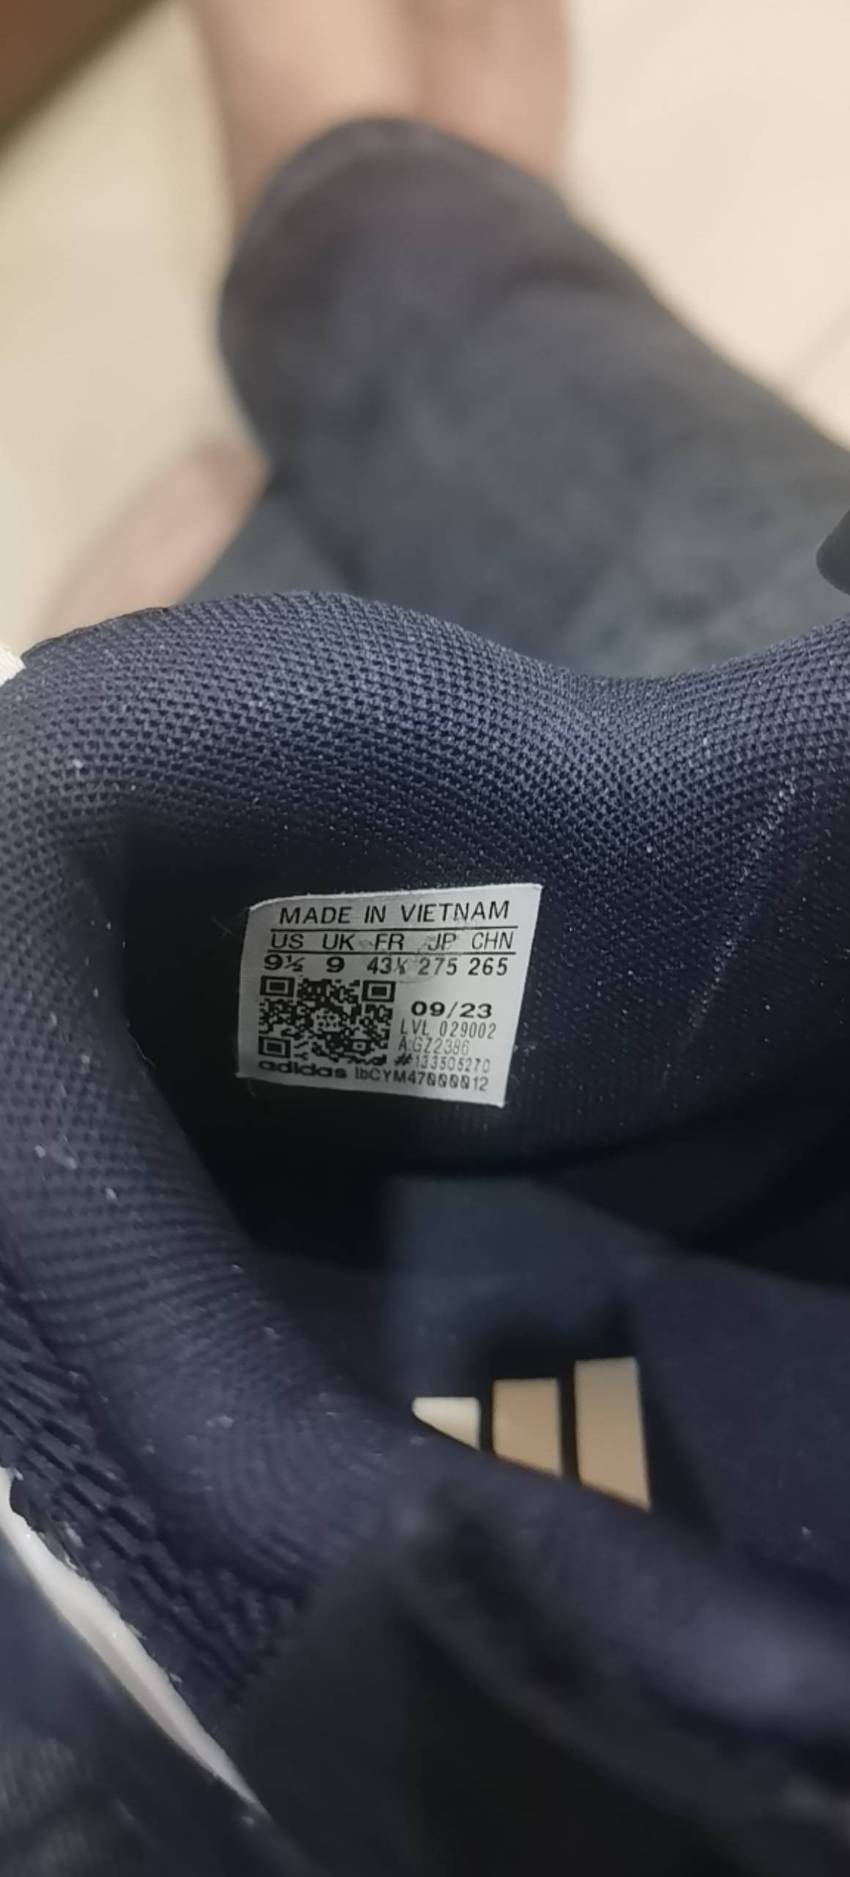 MADE IN VIETNAM
US UK FR JP CHN
9½ 9 43⅓ 275 265
09/23
LVL 029002
A:GZ2386
#133505270
adidas IbCYM47000012